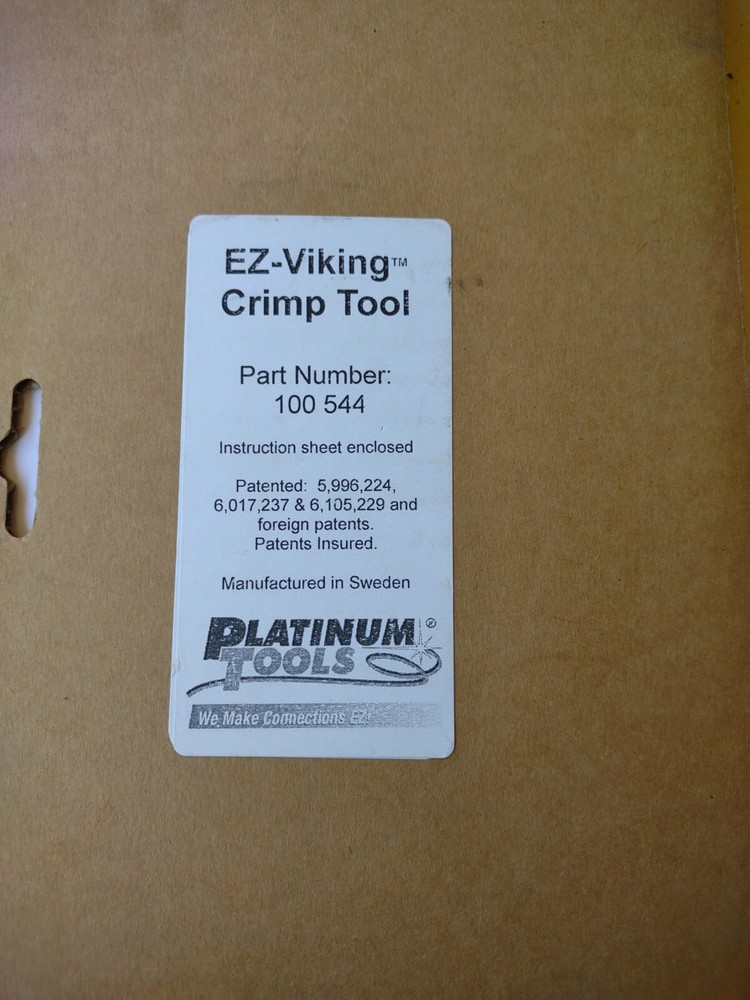 EZ-Viking™
Crimp Tool
Part Number:
100 544
Instruction sheet enclosed
Patented: 5,996,224,
6,017,237 & 6,105,229 and
foreign patents.
Patents Insured.
Manufactured in Sweden
PLATINUM®
TOOLS
We Make Connections EZ!